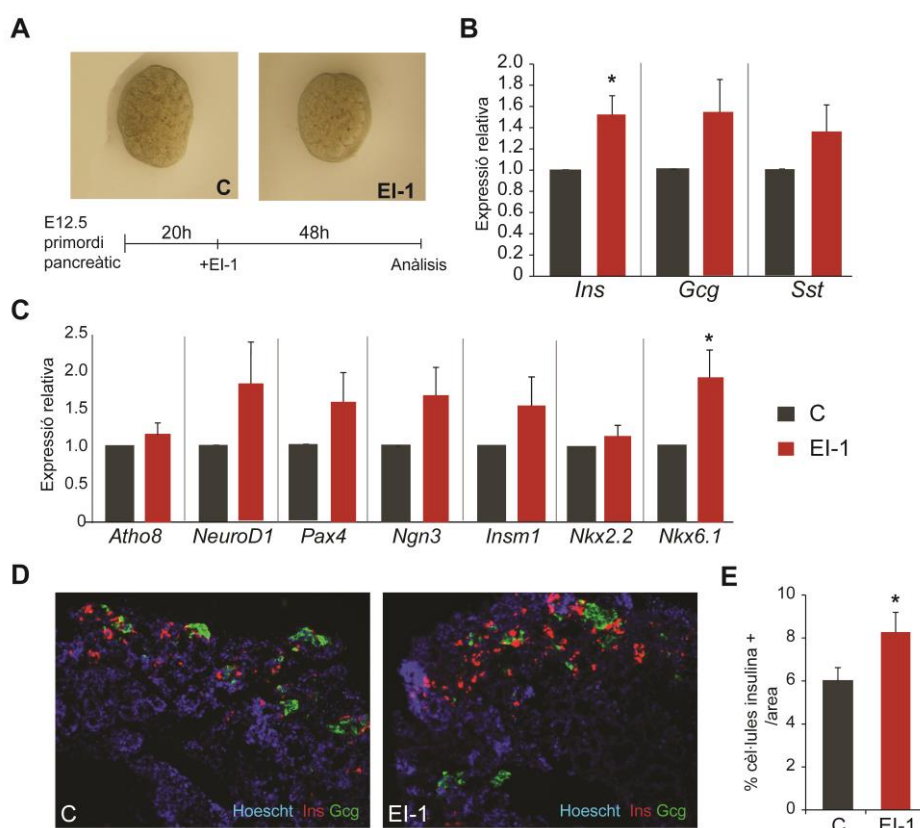 A
C
EI-1
E12.5
primordi
pancreàtic
20h
48h
+EI-1
Anàlisis
B
Expressió relativa
2.0
1.8
1.6
1.4
1.2
1.0
0.8
0.6
0.4
0.2
0
*
Ins
Gcg
Sst
C
Expressió relativa
2.5
2.0
1.5
1.0
0.5
0.0
*
Atho8
NeuroD1
Pax4
Ngn3
Insm1
Nkx2.2
Nkx6.1
C
EI-1
D
C
Hoescht Ins Gcg
EI-1
Hoescht Ins Gcg
E
% cèl·lules insulina +
/area
10
8
6
4
2
0
*
C
EI-1